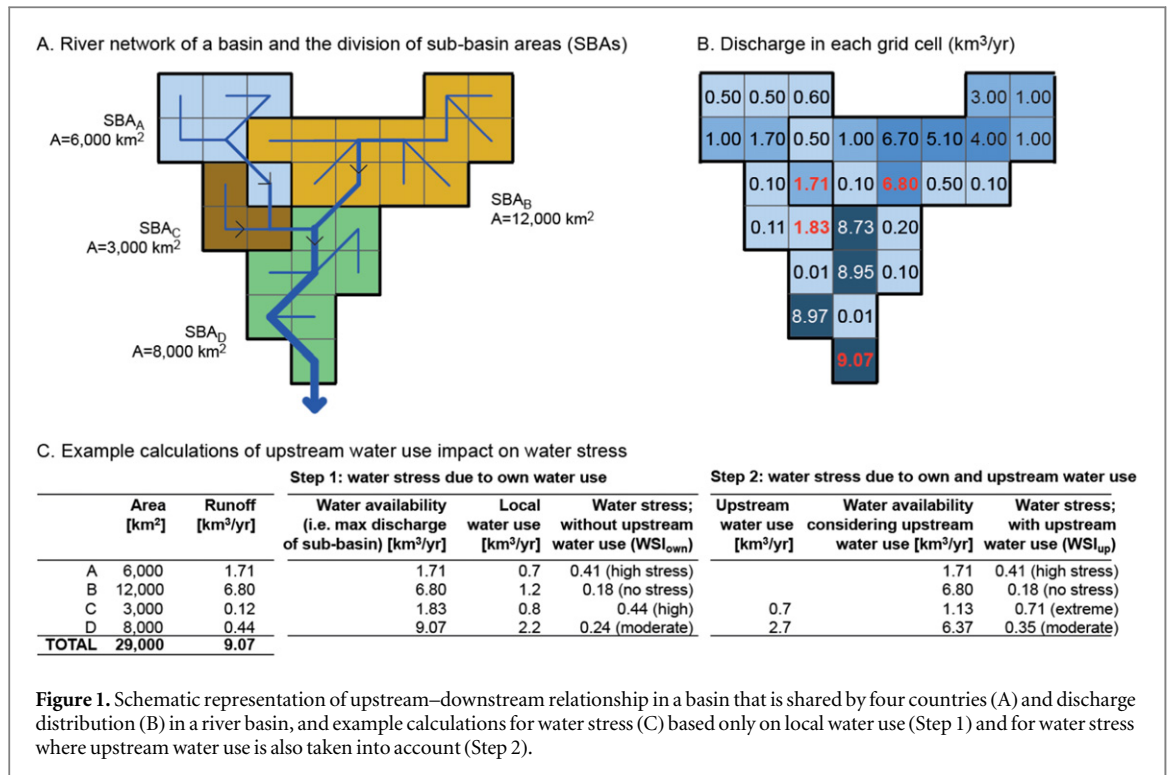 A. River network of a basin and the division of sub-basin areas (SBAs)
SBA_A
A=6,000 km²
SBA_B
A=12,000 km²
SBA_C
A=3,000 km²
SBA_D
A=8,000 km²
B. Discharge in each grid cell (km³/yr)
0.50 0.50 0.60 3.00 1.00
1.00 1.70 0.50 1.00 6.70 5.10 4.00 1.00
0.10 1.71 0.10 6.80 0.50 0.10
0.11 1.83 8.73 0.20
0.01 8.95 0.10
8.97 0.01
9.07
C. Example calculations of upstream water use impact on water stress
Step 1: water stress due to own water use Step 2: water stress due to own and upstream water use
Area Runoff Water availability Local Water stress; Upstream Water availability Water stress;
[km²] [km³/yr] (i.e. max discharge water use without upstream water use considering upstream with upstream
of sub-basin) [km³/yr] [km³/yr] water use (WSI_own) [km³/yr] water use [km³/yr] water use (WSI_up)
A 6,000 1.71 1.71 0.7 0.41 (high stress) 1.71 0.41 (high stress)
B 12,000 6.80 6.80 1.2 0.18 (no stress) 6.80 0.18 (no stress)
C 3,000 0.12 1.83 0.8 0.44 (high) 0.7 1.13 0.71 (extreme)
D 8,000 0.44 9.07 2.2 0.24 (moderate) 2.7 6.37 0.35 (moderate)
TOTAL 29,000 9.07
Figure 1. Schematic representation of upstream–downstream relationship in a basin that is shared by four countries (A) and discharge
distribution (B) in a river basin, and example calculations for water stress (C) based only on local water use (Step 1) and for water stress
where upstream water use is also taken into account (Step 2).